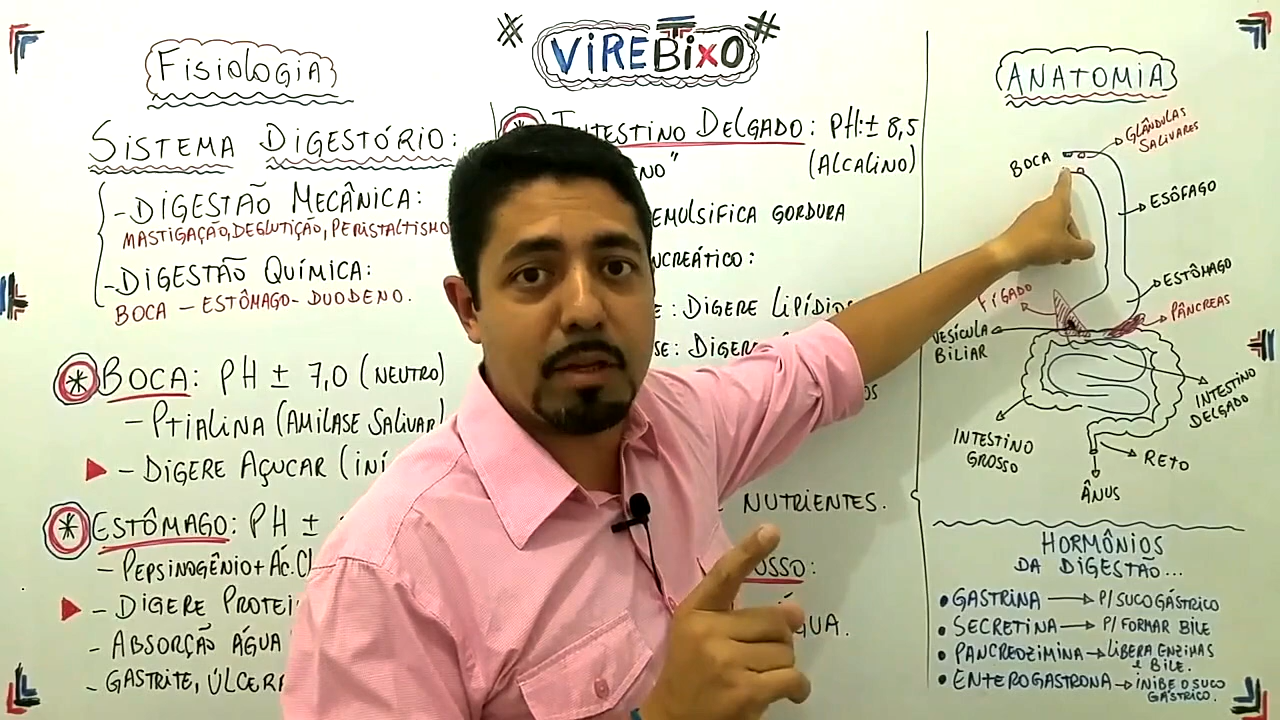 # VIREBIXO #
FISIOLOGIA
SISTEMA DIGESTÓRIO:
- DIGESTÃO MECÂNICA:
MASTIGAÇÃO, DEGLUTIÇÃO, PERISTALTISMO
- DIGESTÃO QUÍMICA:
BOCA - ESTÔMAGO - DUODENO.
* BOCA: PH ± 7,0 (NEUTRO)
- PTIALINA (AMILASE SALIVAR)
- DIGERE AÇUCAR
* ESTÔMAGO: PH ±
- PEPSINOGÊNIO + ÁC.
- DIGERE
- ABSORÇÃO ÁGUA
- GASTRITE,
* INTESTINO DELGADO: PH: ± 8,5
(ALCALINO)
EMULSIFICA GORDURA
: DIGERE LIPÍDIOS
: DIGERE
NUTRIENTES.
ANATOMIA
GLÂNDULAS
SALIVARES
BOCA
ESÔFAGO
ESTÔMAGO
FÍGADO
PÂNCREAS
VESÍCULA
BILIAR
INTESTINO
DELGADO
INTESTINO
GROSSO
RETO
ÂNUS
HORMÔNIOS
DA DIGESTÃO...
• GASTRINA → P/ SUCO GÁSTRICO
• SECRETINA → P/ FORMAR BILE
• PANCREOZIMINA → LIBERA ENZIMAS
E BILE.
• ENTEROGASTRONA → INIBE O SUCO
GÁSTRICO.